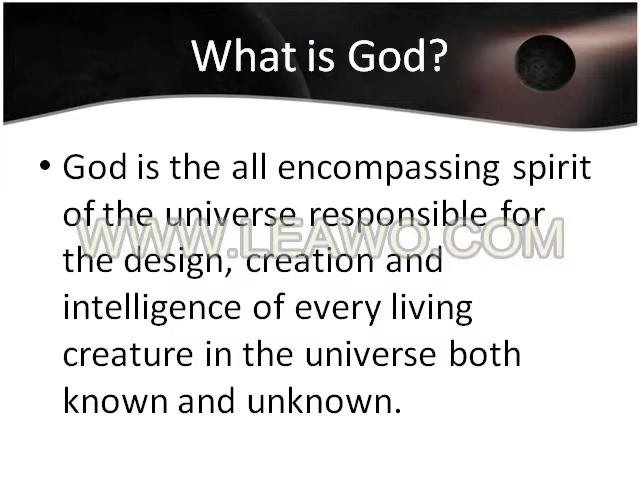 What is God?
• God is the all encompassing spirit
of the universe responsible for
WWW.LEAWO.COM
the design, creation and
intelligence of every living
creature in the universe both
known and unknown.